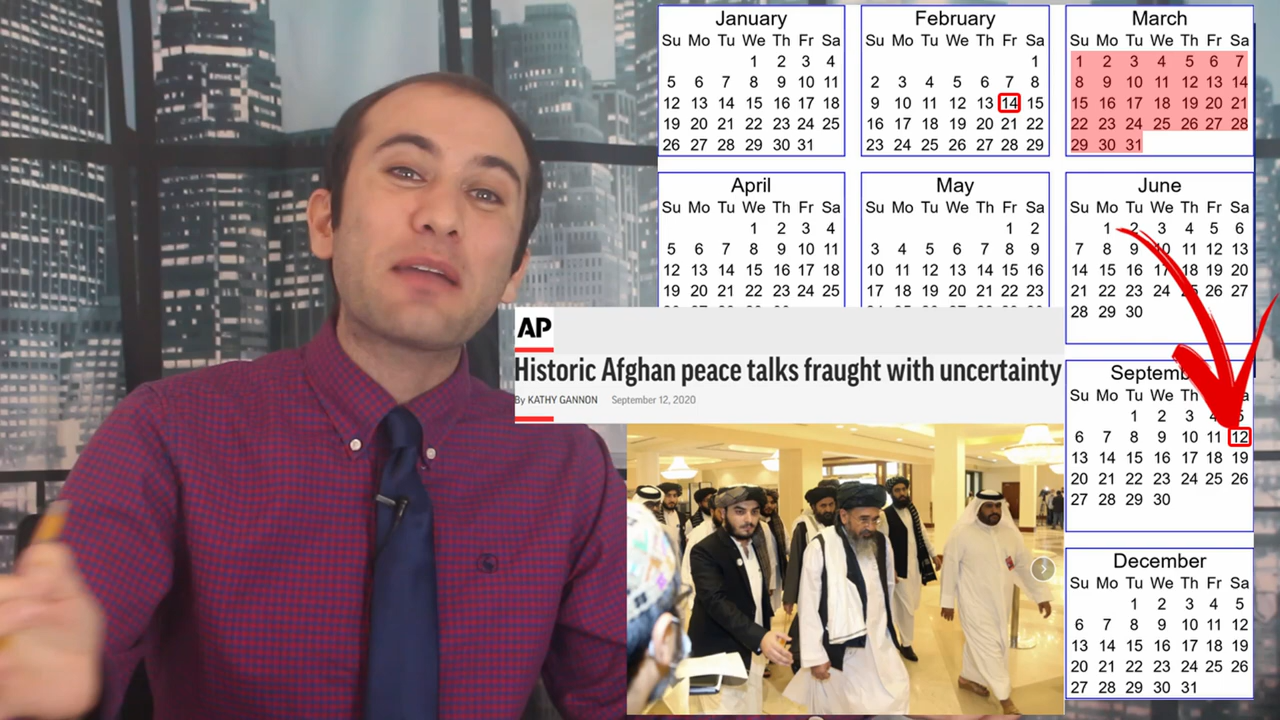 January
Su Mo Tu We Th Fr Sa
1 2 3 4
5 6 7 8 9 10 11
12 13 14 15 16 17 18
19 20 21 22 23 24 25
26 27 28 29 30 31
February
Su Mo Tu We Th Fr Sa
1
2 3 4 5 6 7 8
9 10 11 12 13 14 15
16 17 18 19 20 21 22
23 24 25 26 27 28 29
March
Su Mo Tu We Th Fr Sa
1 2 3 4 5 6 7
8 9 10 11 12 13 14
15 16 17 18 19 20 21
22 23 24 25 26 27 28
29 30 31
April
Su Mo Tu We Th Fr Sa
1 2 3 4
5 6 7 8 9 10 11
12 13 14 15 16 17 18
19 20 21 22 23 24 25
May
Su Mo Tu We Th Fr Sa
1 2
3 4 5 6 7 8 9
10 11 12 13 14 15 16
17 18 19 20 21 22 23
June
Su Mo Tu We Th Fr Sa
1 2 3 4 5 6
7 8 9 10 11 12 13
14 15 16 17 18 19 20
21 22 23 24 25 26 27
28 29 30
AP
Historic Afghan peace talks fraught with uncertainty
By KATHY GANNON September 12, 2020
Septemb
Su Mo Tu We Th
1 2 3 4 5
6 7 8 9 10 11 12
13 14 15 16 17 18 19
20 21 22 23 24 25 26
27 28 29 30
December
Su Mo Tu We Th Fr Sa
1 2 3 4 5
6 7 8 9 10 11 12
13 14 15 16 17 18 19
20 21 22 23 24 25 26
27 28 29 30 31